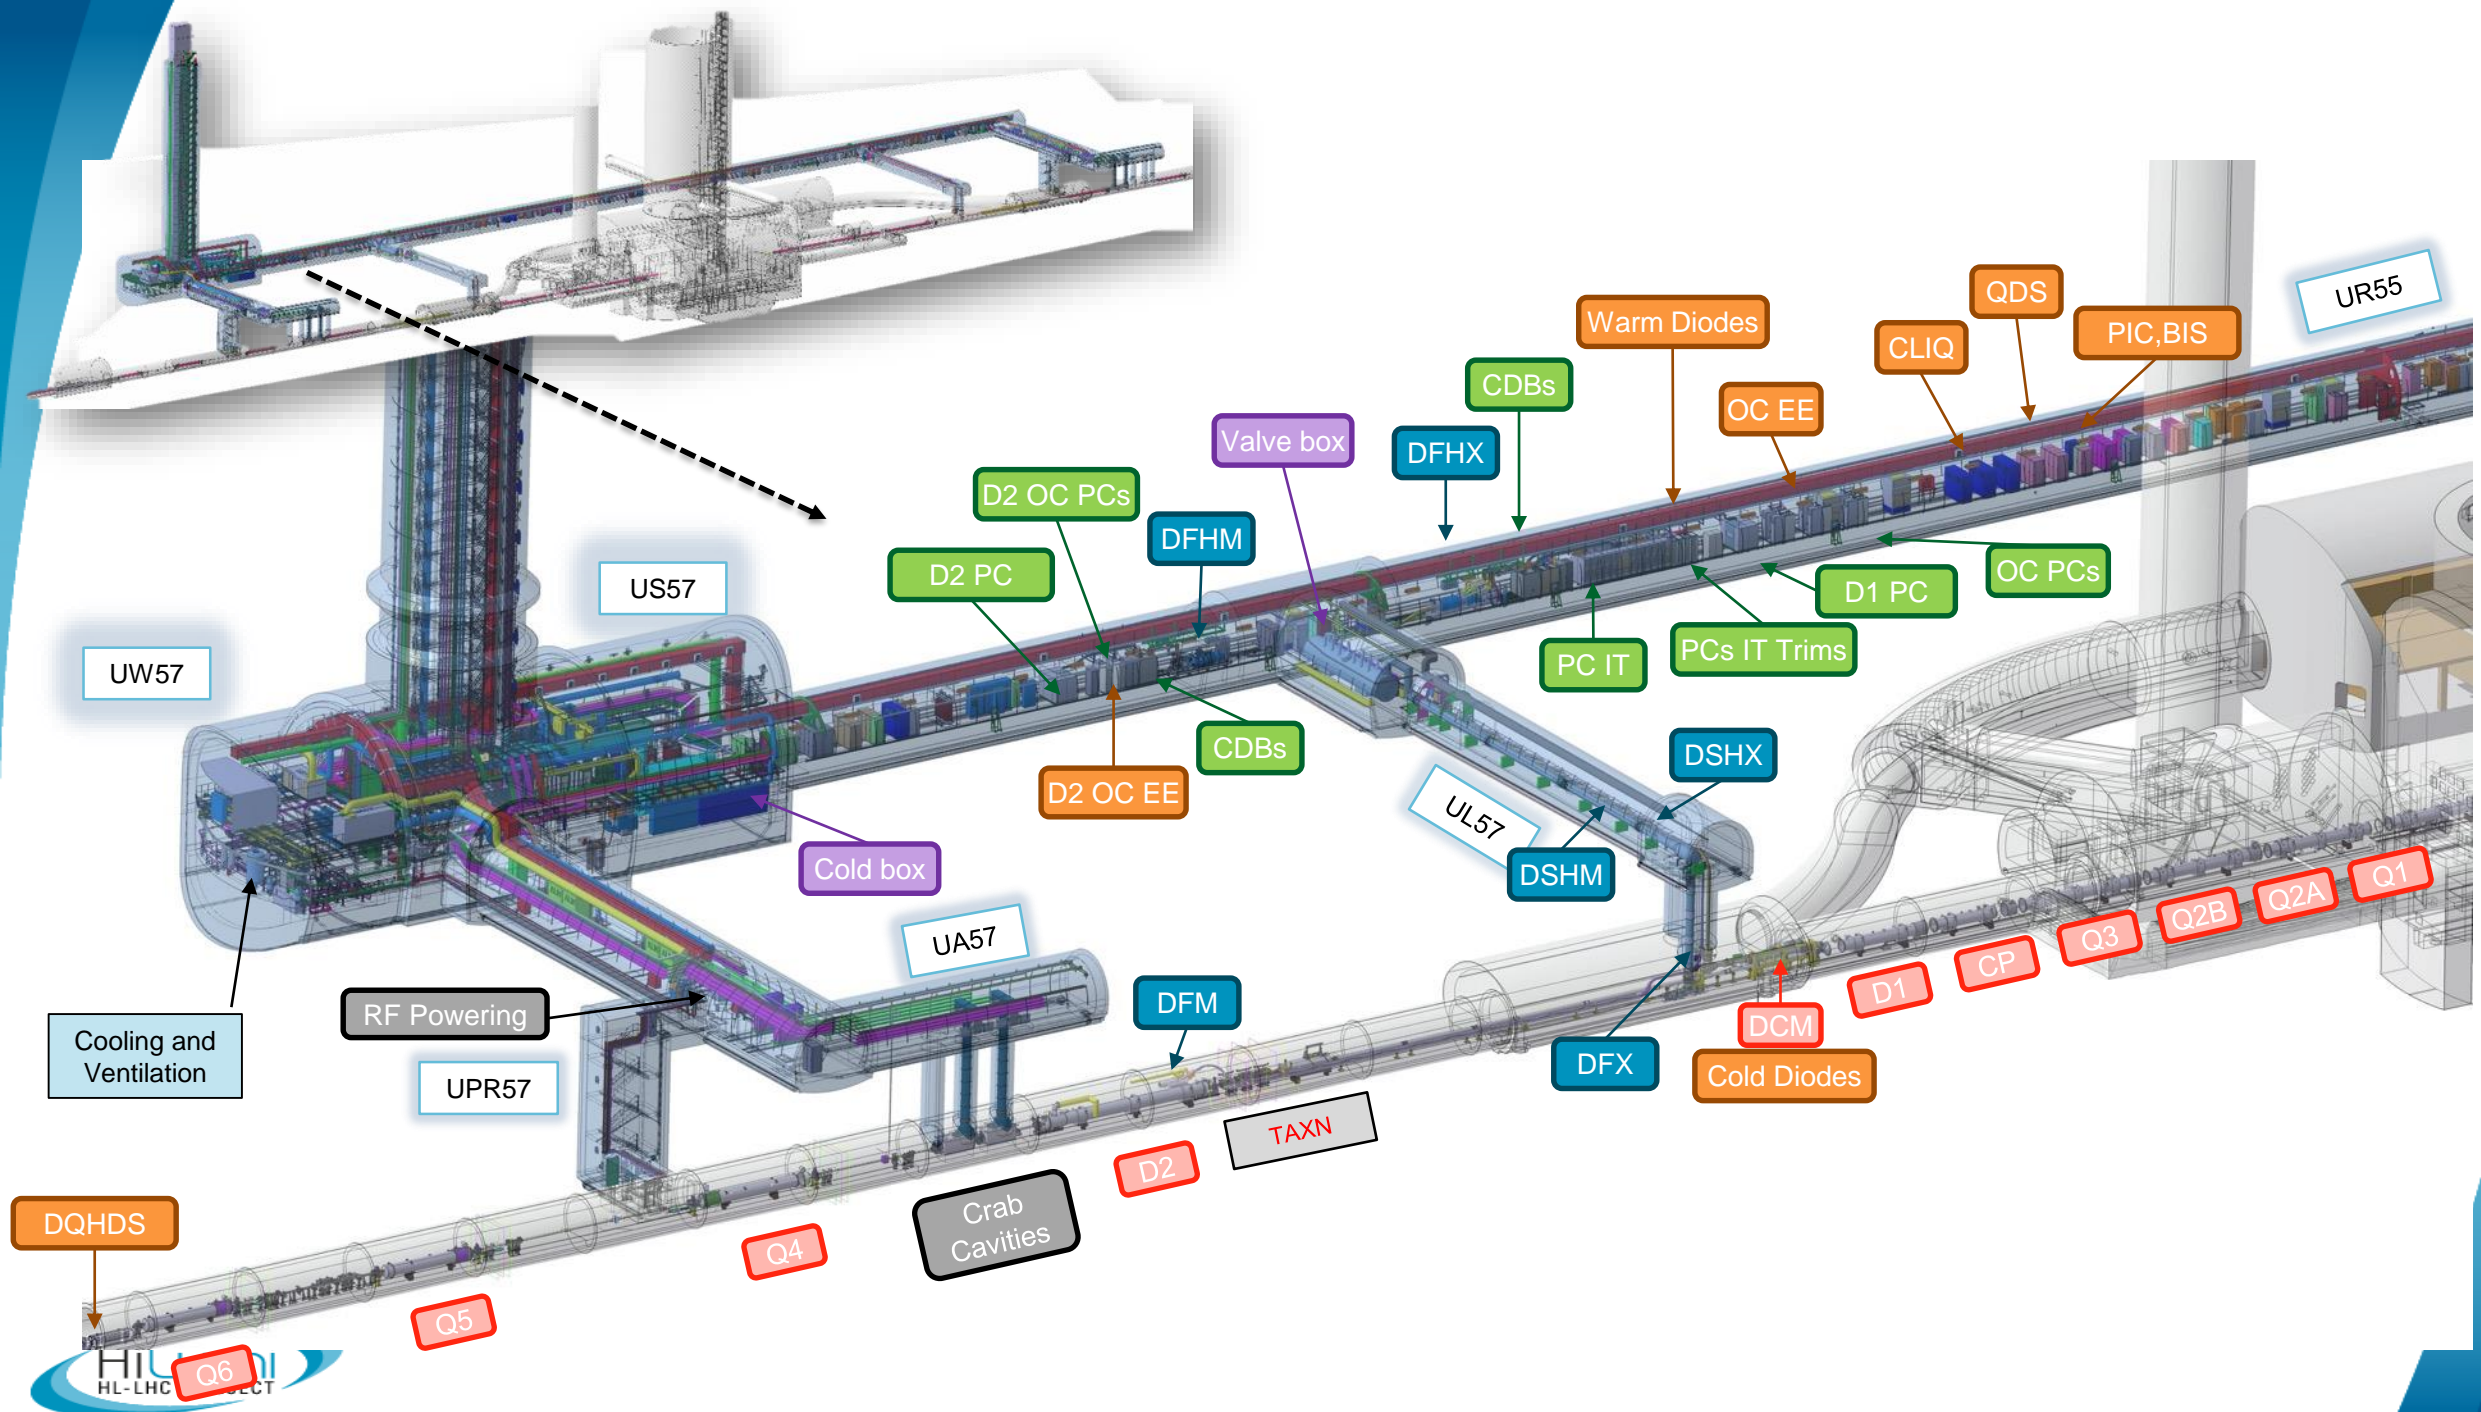 UR55
QDS
PIC,BIS
Warm Diodes
CLIQ
CDBs
OC EE
Valve box
DFHX
D2 OC PCs
DFHM
D2 PC
US57
UW57
OC PCs
D1 PC
PCs IT Trims
PC IT
CDBs
D2 OC EE
DSHX
UL57
DSHM
Cold box
UA57
Q1
Q2A
Q2B
Q3
CP
D1
DCM
Cold Diodes
DFX
DFM
RF Powering
Cooling and
Ventilation
UPR57
TAXN
D2
Crab
Cavities
Q4
DQHDS
Q5
Q6
HL-LHC